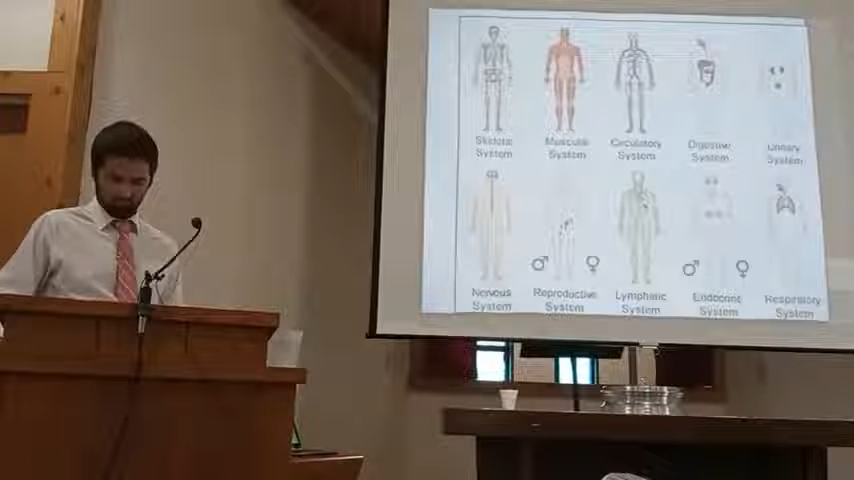 Skeletal Muscular Circulatory Digestive Urinary
System System System System System
Nervous Reproductive Lymphatic Endocrine Respiratory
System System System System System